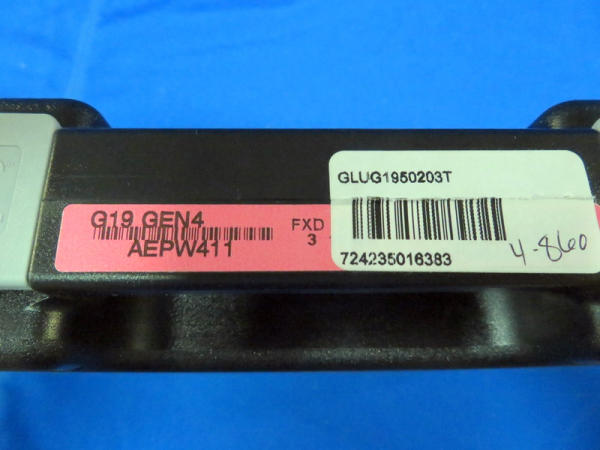 G19 GEN4
AEPW411
FXD
3
GLUG1950203T
724235016383
4-860